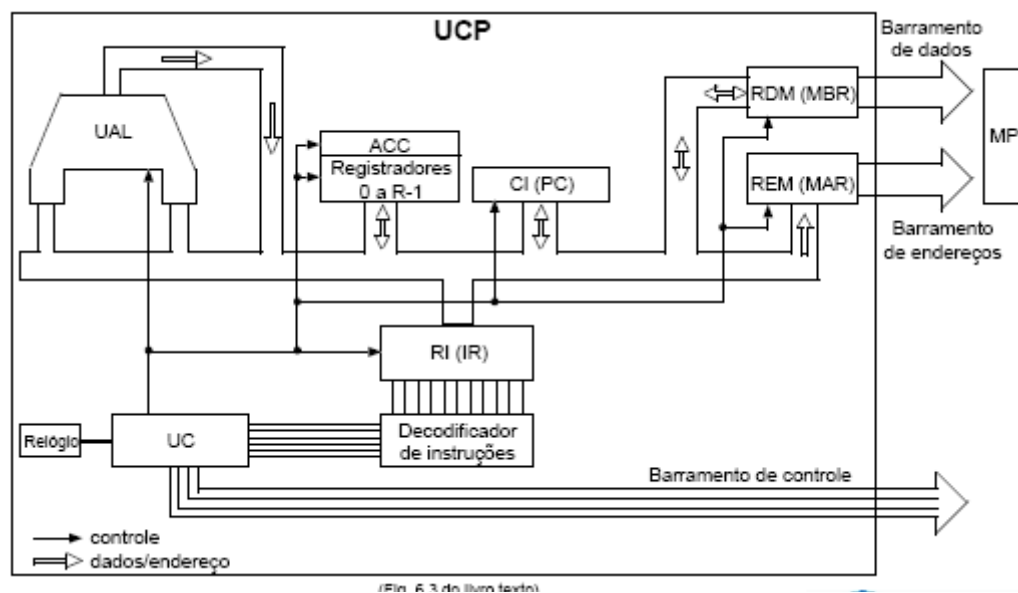 UCP
Barramento
de dados
UAL
RDM (MBR)
MP
ACC
Registradores
0 a R-1
CI (PC)
REM (MAR)
Barramento
de endereços
RI (IR)
Relógio
UC
Decodificador
de instruções
Barramento de controle
controle
dados/endereço
(Fig. 6.3 do livro texto)